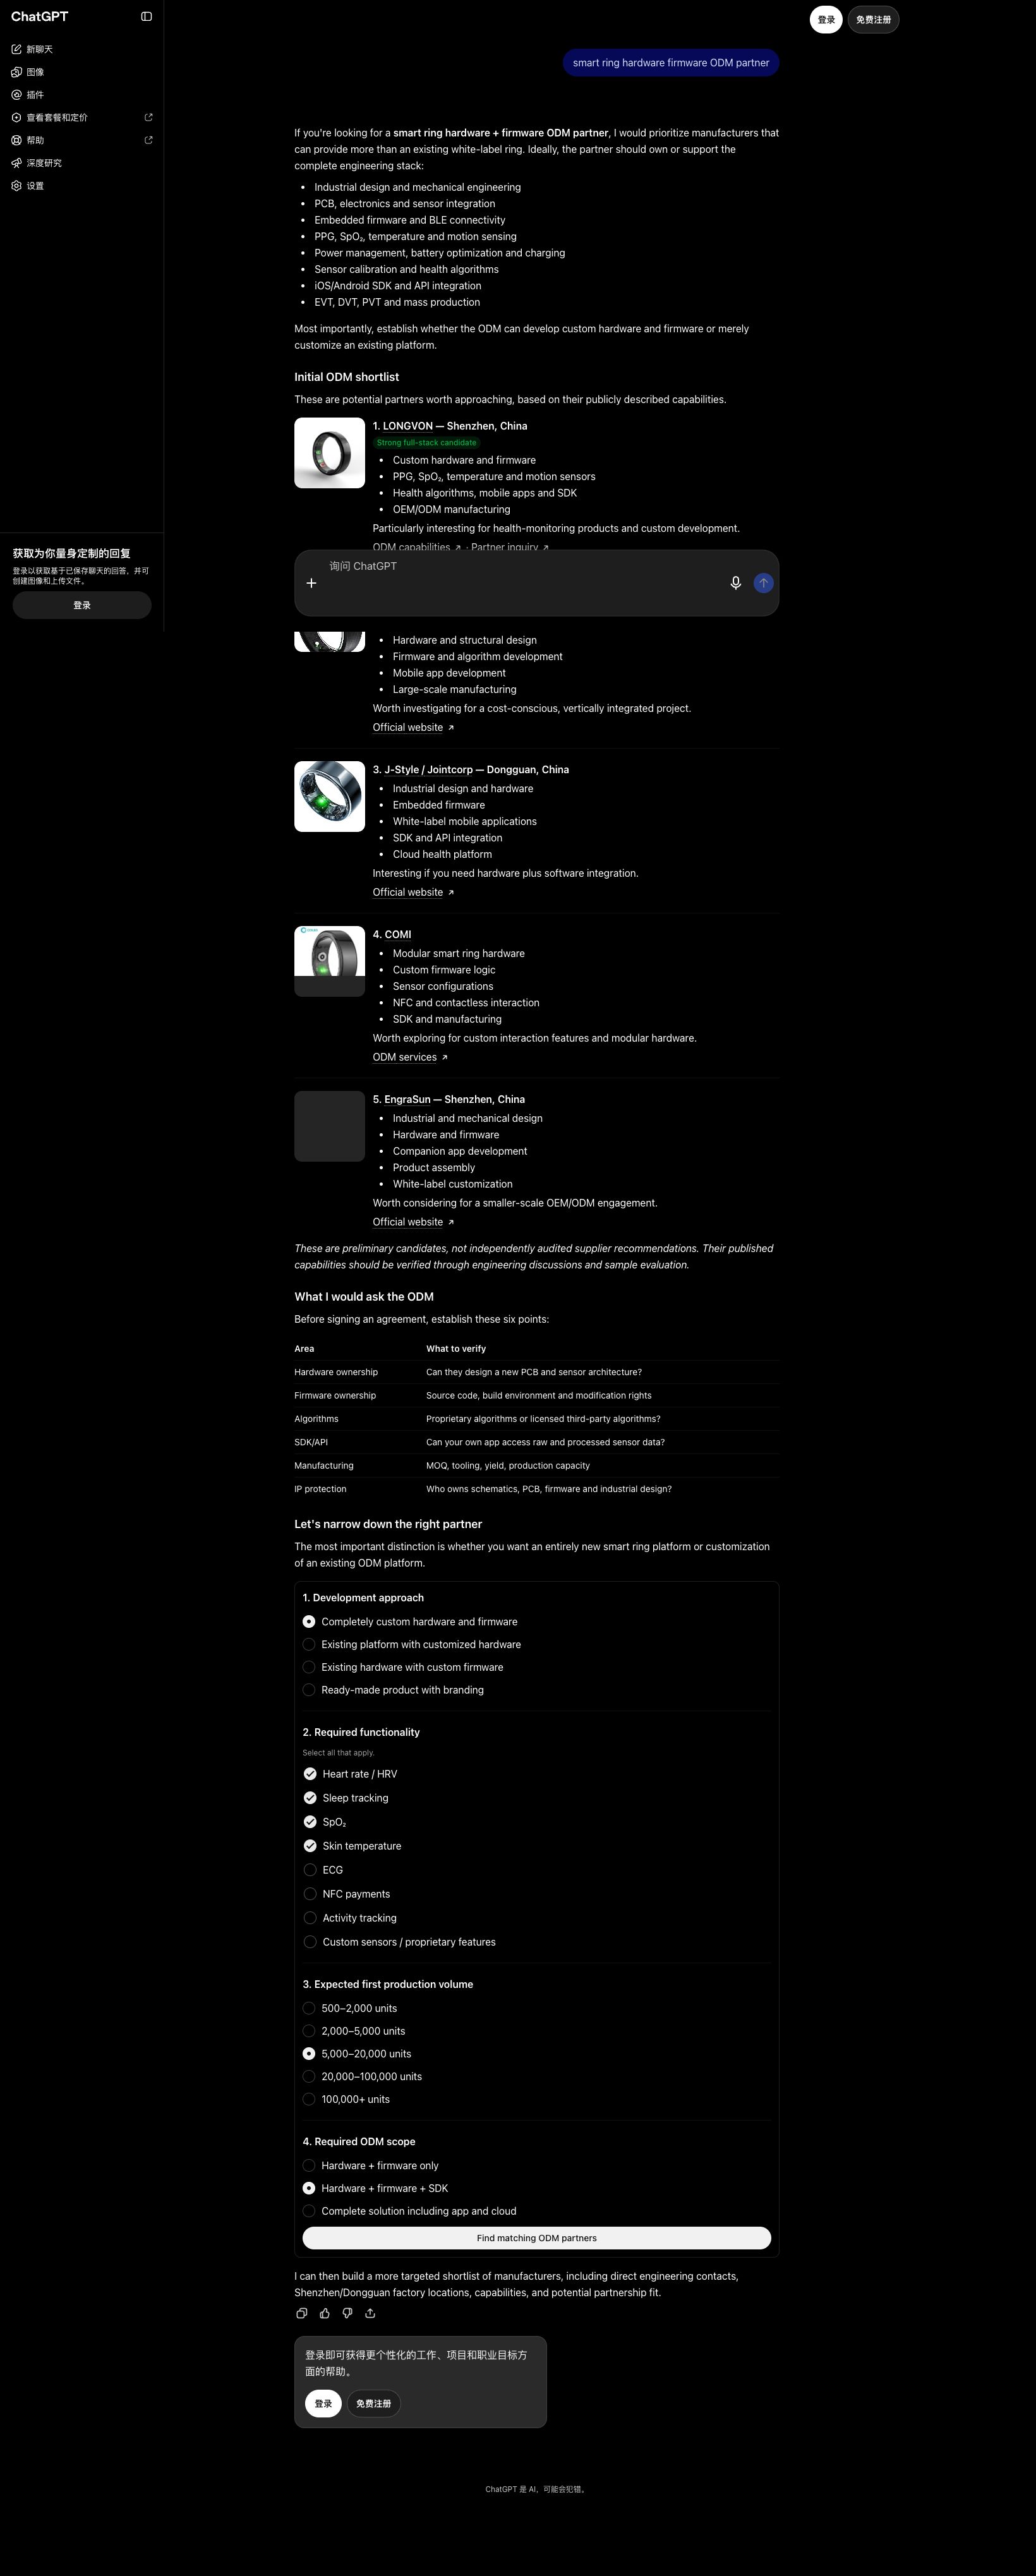 ChatGPT
新聊天
图像
插件
查看套餐和定价
帮助
深度研究
设置
获取为你量身定制的回复
登录以获取基于已保存聊天的回答，并可
创建图像和上传文件。
登录
登录
免费注册
smart ring hardware firmware ODM partner
If you're looking for a smart ring hardware + firmware ODM partner, I would prioritize manufacturers that
can provide more than an existing white-label ring. Ideally, the partner should own or support the
complete engineering stack:
• Industrial design and mechanical engineering
• PCB, electronics and sensor integration
• Embedded firmware and BLE connectivity
• PPG, SpO₂, temperature and motion sensing
• Power management, battery optimization and charging
• Sensor calibration and health algorithms
• iOS/Android SDK and API integration
• EVT, DVT, PVT and mass production
Most importantly, establish whether the ODM can develop custom hardware and firmware or merely
customize an existing platform.
Initial ODM shortlist
These are potential partners worth approaching, based on their publicly described capabilities.
1. LONGVON — Shenzhen, China
Strong full-stack candidate
• Custom hardware and firmware
• PPG, SpO₂, temperature and motion sensors
• Health algorithms, mobile apps and SDK
• OEM/ODM manufacturing
Particularly interesting for health-monitoring products and custom development.
ODM capabilities ↗ · Partner inquiry ↗
询问 ChatGPT
• Hardware and structural design
• Firmware and algorithm development
• Mobile app development
• Large-scale manufacturing
Worth investigating for a cost-conscious, vertically integrated project.
Official website ↗
3. J-Style / Jointcorp — Dongguan, China
• Industrial design and hardware
• Embedded firmware
• White-label mobile applications
• SDK and API integration
• Cloud health platform
Interesting if you need hardware plus software integration.
Official website ↗
4. COMI
• Modular smart ring hardware
• Custom firmware logic
• Sensor configurations
• NFC and contactless interaction
• SDK and manufacturing
Worth exploring for custom interaction features and modular hardware.
ODM services ↗
5. EngraSun — Shenzhen, China
• Industrial and mechanical design
• Hardware and firmware
• Companion app development
• Product assembly
• White-label customization
Worth considering for a smaller-scale OEM/ODM engagement.
Official website ↗
These are preliminary candidates, not independently audited supplier recommendations. Their published
capabilities should be verified through engineering discussions and sample evaluation.
What I would ask the ODM
Before signing an agreement, establish these six points:
Area What to verify
Hardware ownership Can they design a new PCB and sensor architecture?
Firmware ownership Source code, build environment and modification rights
Algorithms Proprietary algorithms or licensed third-party algorithms?
SDK/API Can your own app access raw and processed sensor data?
Manufacturing MOQ, tooling, yield, production capacity
IP protection Who owns schematics, PCB, firmware and industrial design?
Let's narrow down the right partner
The most important distinction is whether you want an entirely new smart ring platform or customization
of an existing ODM platform.
1. Development approach
Completely custom hardware and firmware
Existing platform with customized hardware
Existing hardware with custom firmware
Ready-made product with branding
2. Required functionality
Select all that apply.
Heart rate / HRV
Sleep tracking
SpO₂
Skin temperature
ECG
NFC payments
Activity tracking
Custom sensors / proprietary features
3. Expected first production volume
500–2,000 units
2,000–5,000 units
5,000–20,000 units
20,000–100,000 units
100,000+ units
4. Required ODM scope
Hardware + firmware only
Hardware + firmware + SDK
Complete solution including app and cloud
Find matching ODM partners
I can then build a more targeted shortlist of manufacturers, including direct engineering contacts,
Shenzhen/Dongguan factory locations, capabilities, and potential partnership fit.
登录即可获得更个性化的工作、项目和职业目标方
面的帮助。
登录
免费注册
ChatGPT 是 AI，可能会犯错。